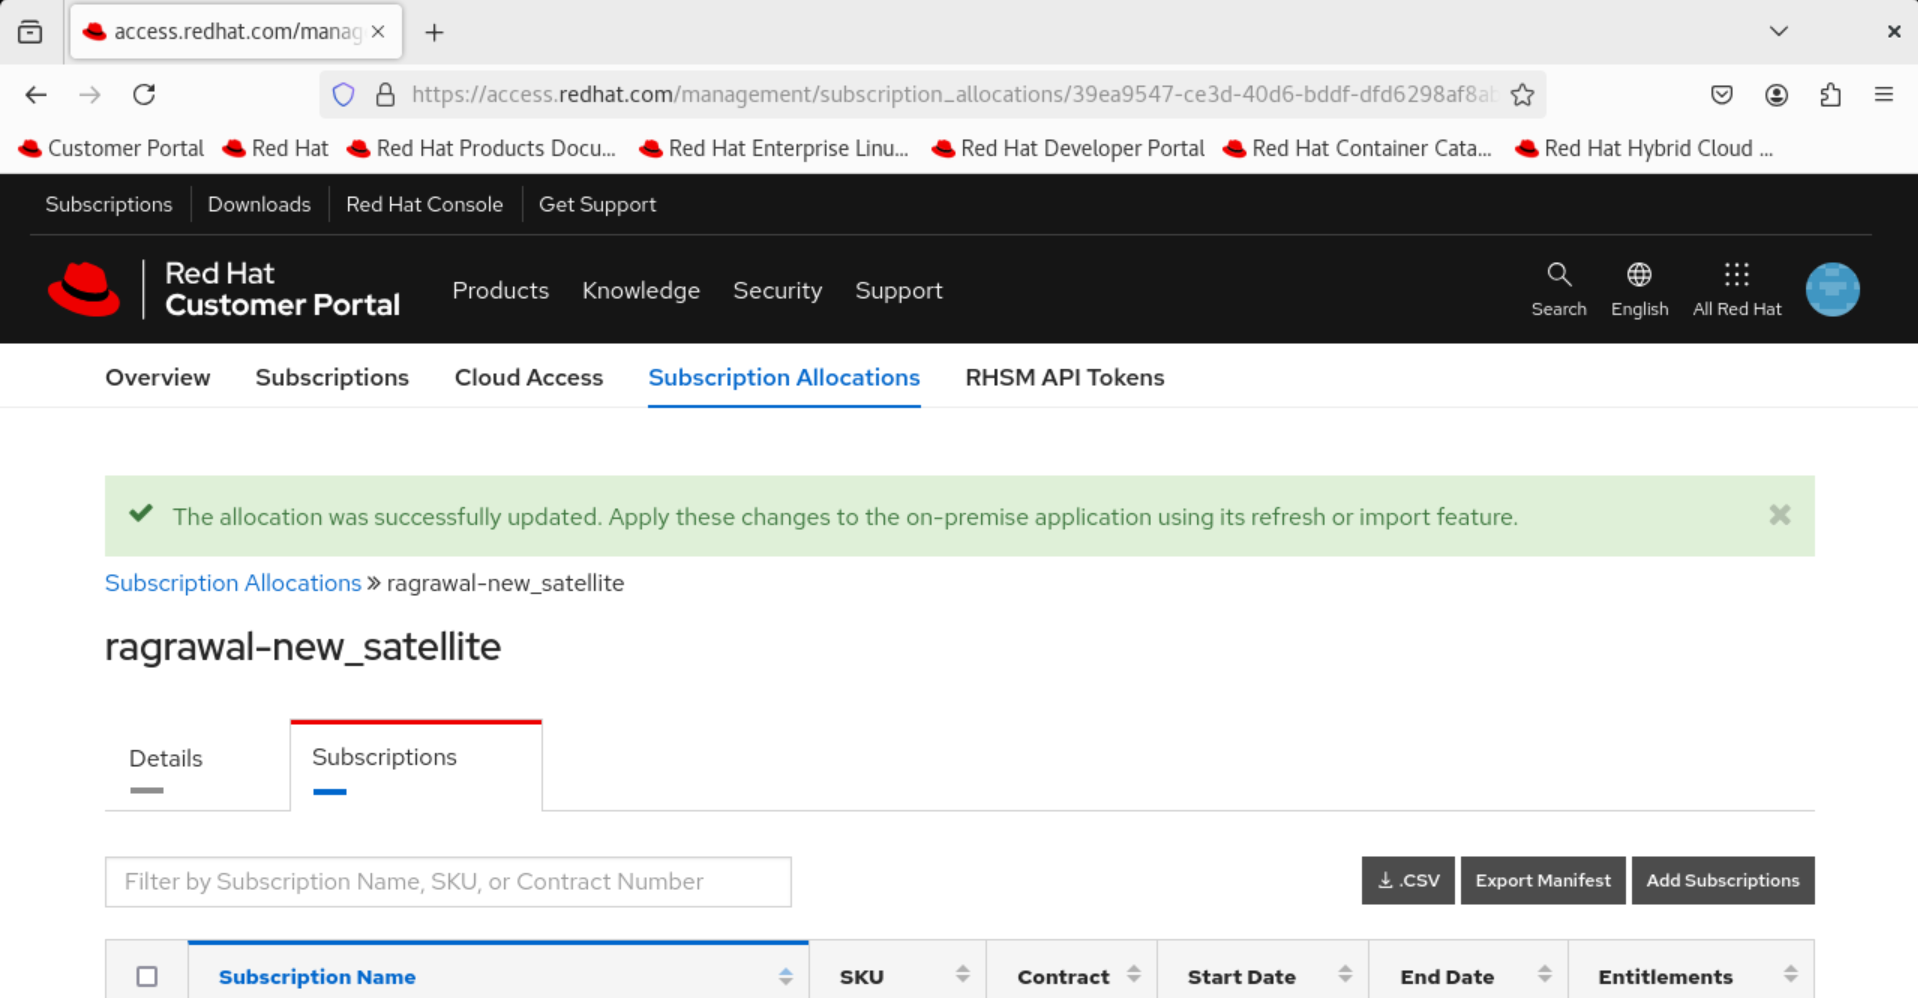 access.redhat.com/manag
https://access.redhat.com/management/subscription_allocations/39ea9547-ce3d-40d6-bddf-dfd6298af8ab
Customer Portal Red Hat Red Hat Products Docu... Red Hat Enterprise Linu... Red Hat Developer Portal Red Hat Container Cata... Red Hat Hybrid Cloud ...
Subscriptions Downloads Red Hat Console Get Support
Red Hat
Customer Portal
Products Knowledge Security Support
Search English All Red Hat
Overview Subscriptions Cloud Access Subscription Allocations RHSM API Tokens
The allocation was successfully updated. Apply these changes to the on-premise application using its refresh or import feature.
Subscription Allocations » ragrawal-new_satellite
ragrawal-new_satellite
Details Subscriptions
Filter by Subscription Name, SKU, or Contract Number
.CSV Export Manifest Add Subscriptions
Subscription Name SKU Contract Start Date End Date Entitlements